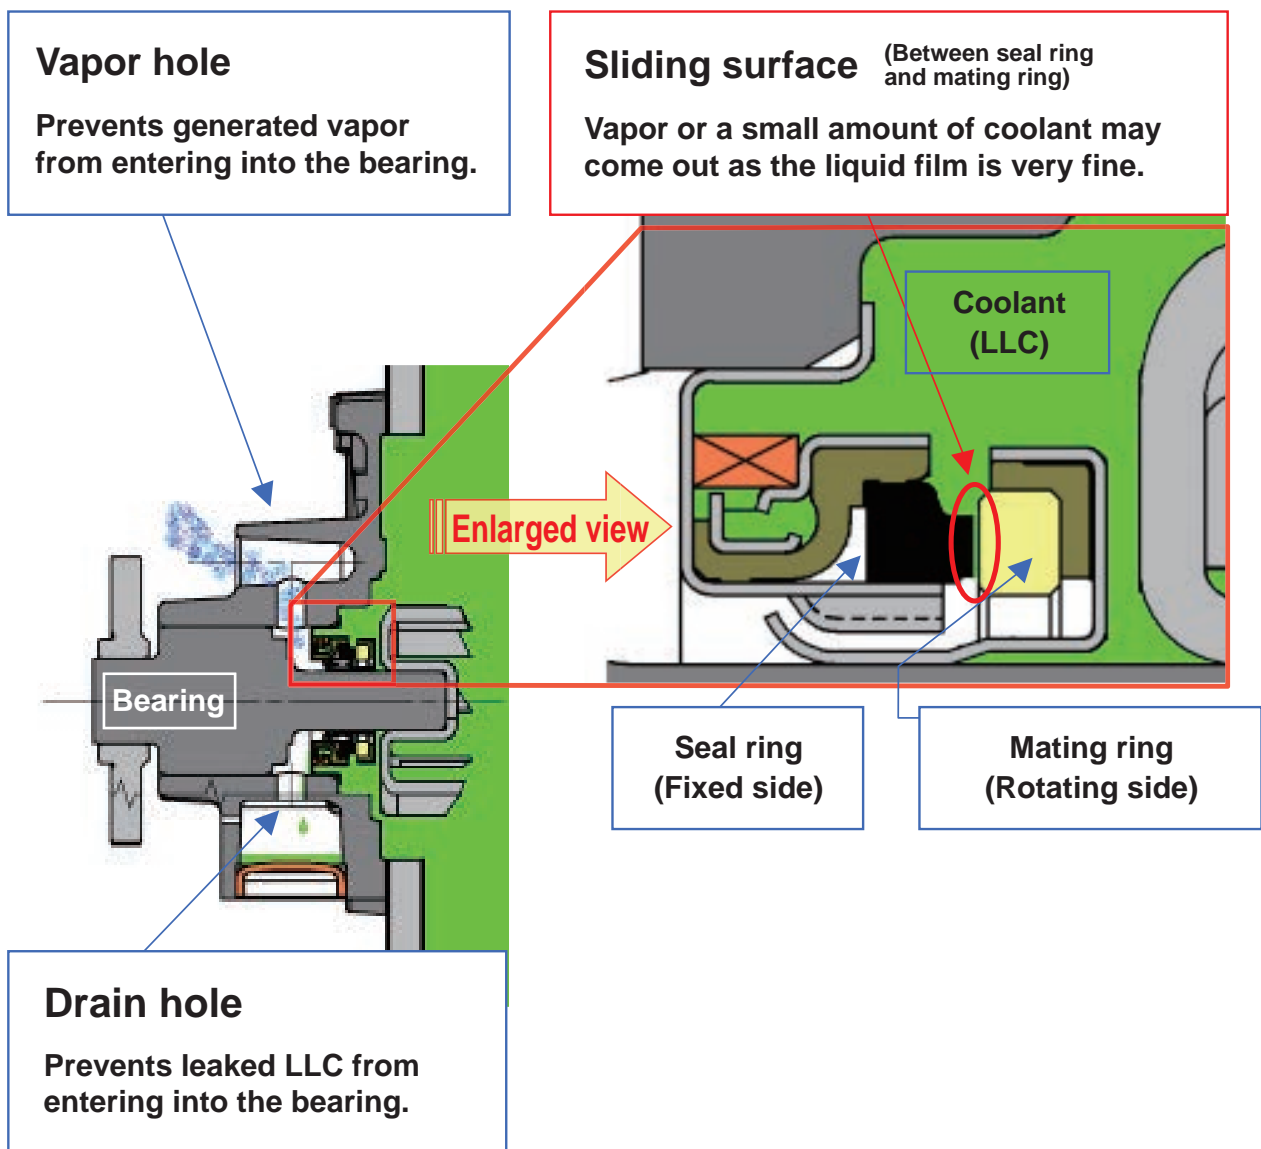 Vapor hole
Prevents generated vapor
from entering into the bearing.
Sliding surface
(Between seal ring
and mating ring)
Vapor or a small amount of coolant may
come out as the liquid film is very fine.
Coolant
(LLC)
Enlarged view
Bearing
Seal ring
(Fixed side)
Mating ring
(Rotating side)
Drain hole
Prevents leaked LLC from
entering into the bearing.